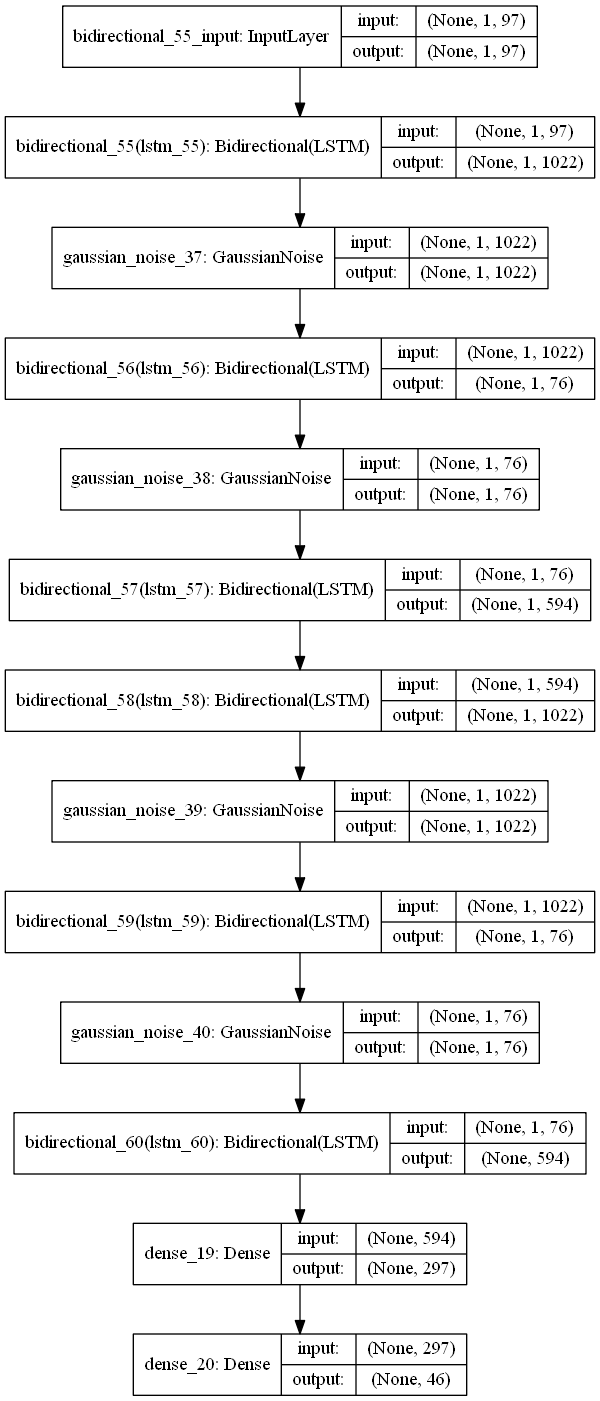 bidirectional_55_input: InputLayer input: (None, 1, 97)
output: (None, 1, 97)
bidirectional_55(lstm_55): Bidirectional(LSTM) input: (None, 1, 97)
output: (None, 1, 1022)
gaussian_noise_37: GaussianNoise input: (None, 1, 1022)
output: (None, 1, 1022)
bidirectional_56(lstm_56): Bidirectional(LSTM) input: (None, 1, 1022)
output: (None, 1, 76)
gaussian_noise_38: GaussianNoise input: (None, 1, 76)
output: (None, 1, 76)
bidirectional_57(lstm_57): Bidirectional(LSTM) input: (None, 1, 76)
output: (None, 1, 594)
bidirectional_58(lstm_58): Bidirectional(LSTM) input: (None, 1, 594)
output: (None, 1, 1022)
gaussian_noise_39: GaussianNoise input: (None, 1, 1022)
output: (None, 1, 1022)
bidirectional_59(lstm_59): Bidirectional(LSTM) input: (None, 1, 1022)
output: (None, 1, 76)
gaussian_noise_40: GaussianNoise input: (None, 1, 76)
output: (None, 1, 76)
bidirectional_60(lstm_60): Bidirectional(LSTM) input: (None, 1, 76)
output: (None, 594)
dense_19: Dense input: (None, 594)
output: (None, 297)
dense_20: Dense input: (None, 297)
output: (None, 46)